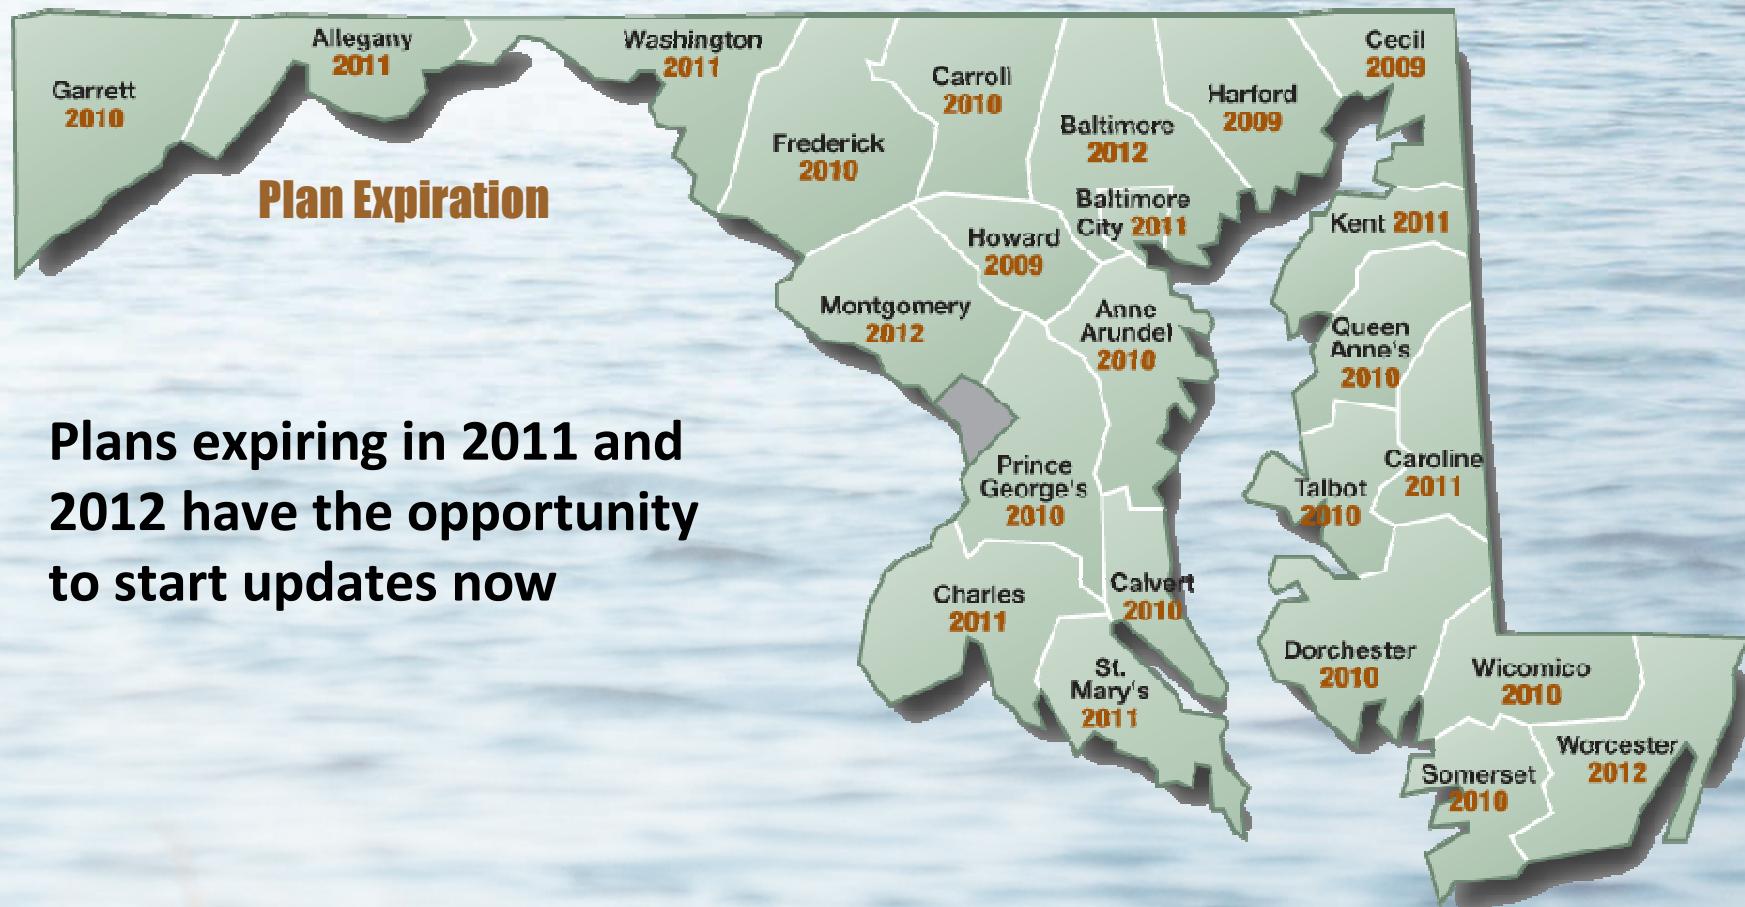 Allegany
2011
Washington
2011
Cecil
2009
Garrett
2010
Carroll
2010
Harford
2009
Frederick
2010
Baltimore
2012
Plan Expiration
Baltimore
City 2011
Kent 2011
Howard
2009
Montgomery
2012
Anne
Arundel
2010
Queen
Anne's
2010
Plans expiring in 2011 and
2012 have the opportunity
to start updates now
Prince
George's
2010
Caroline
2011
Talbot
2010
Charles
2011
Calvert
2010
St.
Mary's
2011
Dorchester
2010
Wicomico
2010
Worcester
2012
Somerset
2010